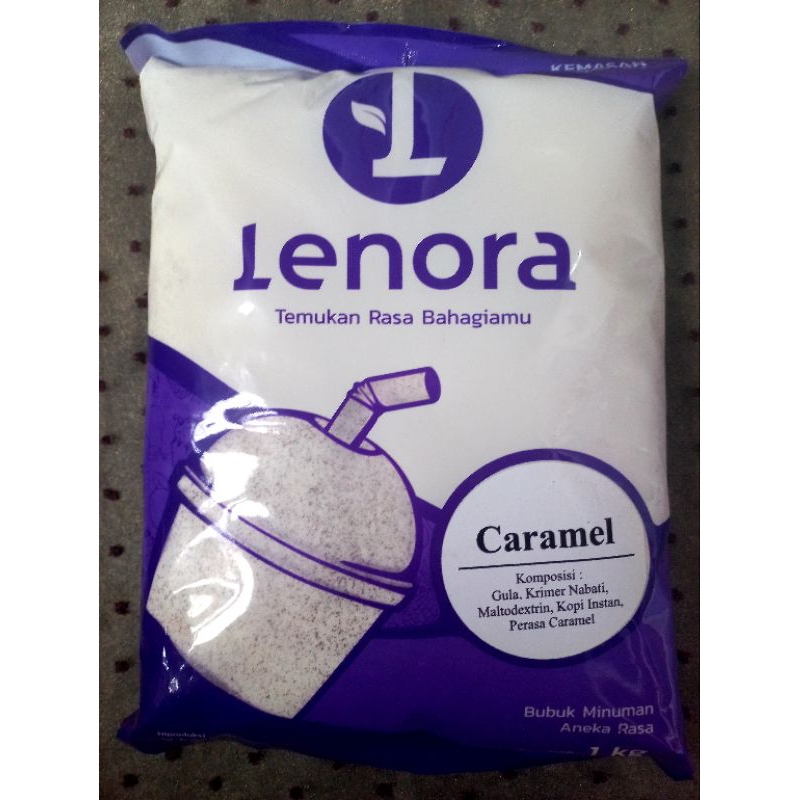 KEMASAN
Lenora
Temukan Rasa Bahagiamu
Caramel
Komposisi :
Gula, Krimer Nabati,
Maltodextrin, Kopi Instan,
Perasa Caramel
Bubuk Minuman
Aneka Rasa
1 kg